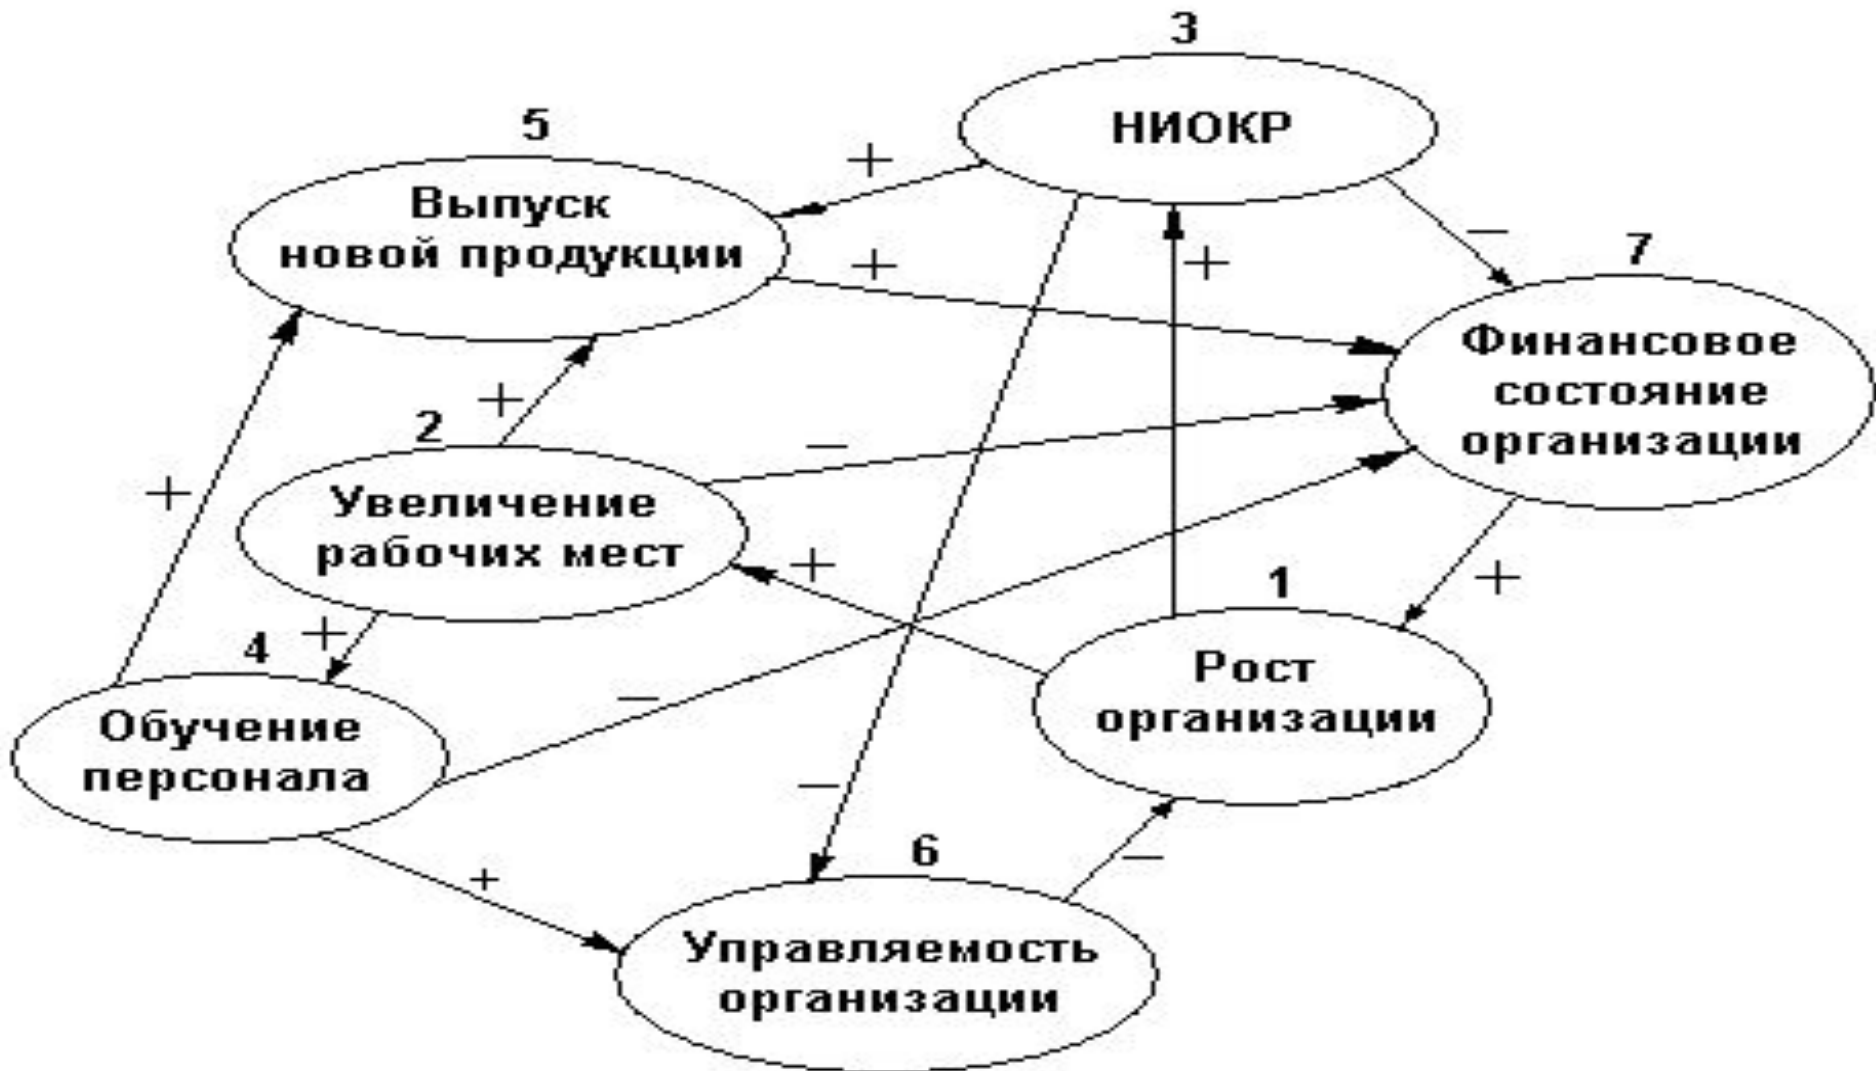 3
НИОКР
5
Выпуск
новой продукции
+
+
+
−
7
Финансовое
состояние
организации
+
2
Увеличение
рабочих мест
−
+
+
+
1
Рост
организации
+
4
Обучение
персонала
−
−
+
6
Управляемость
организации
−